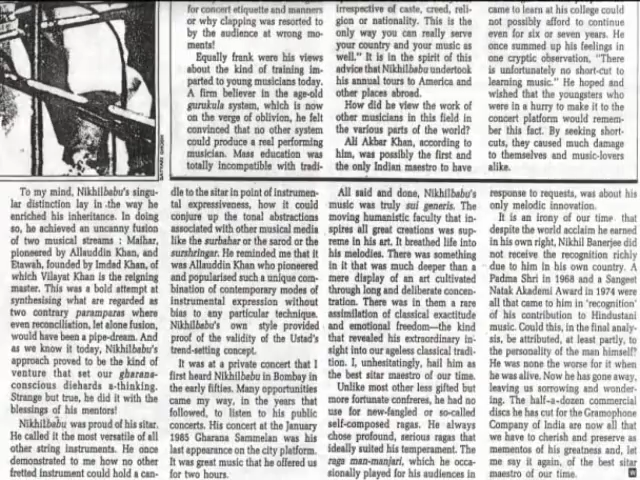 for concert etiquette and manners
or why clapping was resorted to
by the audience at wrong mo-
ments!
Equally frank were his views
about the kind of training im-
parted to young musicians today.
A firm believer in the age-old
gurukula system, which is now
on the verge of oblivion, he felt
convinced that no other system
could produce a real performing
musician. Mass education was
totally incompatible with tradi-
irrespective of caste, creed, reli-
gion or nationality. This is the
only way you can really serve
your country and your music as
well." It is in the spirit of this
advice that Nikhilbabu undertook
his annual tours to America and
other places abroad.
How did he view the work of
other musicians in this field in
the various parts of the world?
Ali Akbar Khan, according to
him, was possibly the first and
the only Indian maestro to have
came to learn at his college could
not possibly afford to continue
even for six or seven years. He
once summed up his feelings in
one cryptic observation, "There
is unfortunately no short-cut to
learning music." He hoped and
wished that the youngsters who
were in a hurry to make it to the
concert platform would remem-
ber this fact. By seeking short-
cuts, they caused much damage
to themselves and music-lovers
alike.
To my mind, Nikhilbabu's singu-
lar distinction lay in the way he
enriched his inheritance. In doing
so, he achieved an uncanny fusion
of two musical streams : Maihar,
pioneered by Allauddin Khan, and
Etawah, founded by Imdad Khan, of
which Vilayat Khan is the reigning
master. This was a bold attempt at
synthesising what are regarded as
two contrary paramparas where
even reconciliation, let alone fusion,
would have been a pipe-dream. And
as we know it today, Nikhilbabu's
approach proved to be the kind of
venture that set our gharana-
conscious diehards a-thinking.
Strange but true, he did it with the
blessings of his mentors!
Nikhilbabu was proud of his sitar.
He called it the most versatile of all
other string instruments. He once
demonstrated to me how no other
fretted instrument could hold a can-
dle to the sitar in point of instrumen-
tal expressiveness, how it could
conjure up the tonal abstractions
associated with other musical media
like the surbahar or the sarod or the
surshringar. He reminded me that it
was Allauddin Khan who pioneered
and popularised such a unique com-
bination of contemporary modes of
instrumental expression without
bias to any particular technique.
Nikhilbabu's own style provided
proof of the validity of the Ustad's
trend-setting concept.
It was at a private concert that I
first heard Nikhilbabu in Bombay in
the early fifties. Many opportunities
came my way, in the years that
followed, to listen to his public
concerts. His concert at the January
1985 Gharana Sammelan was his
last appearance on the city platform.
It was great music that he offered us
for two hours.
All said and done, Nikhilbabu's
music was truly sui generis. The
moving humanistic faculty that in-
spires all great creations was sup-
reme in his art. It breathed life into
his melodies. There was something
in it that was much deeper than a
mere display of an art cultivated
through long and deliberate concen-
tration. There was in them a rare
assimilation of classical exactitude
and emotional freedom—the kind
that revealed his extraordinary in-
sight into our ageless classical tradi-
tion. I, unhesitatingly, hail him as
the best sitar maestro of our time.
Unlike most other less gifted but
more fortunate confreres, he had no
use for new-fangled or so-called
self-composed ragas. He always
chose profound, serious ragas that
ideally suited his temperament. The
raga man-manjari, which he occa-
sionally played for his audiences in
response to requests, was about his
only melodic innovation.
It is an irony of our time that
despite the world acclaim he earned
in his own right, Nikhil Banerjee did
not receive the recognition richly
due to him in his own country. A
Padma Shri in 1968 and a Sangeet
Natak Akademi Award in 1974 were
all that came to him in 'recognition'
of his contribution to Hindustani
music. Could this, in the final analy-
sis, be attributed, at least partly, to
the personality of the man himself?
He was none the worse for it when
he was alive. Now he has gone away,
leaving us sorrowing and wonder-
ing. The half-a-dozen commercial
discs he has cut for the Gramophone
Company of India are now all that
we have to cherish and preserve as
mementos of his greatness and, let
me say it again, of the best sitar
maestro of our time.